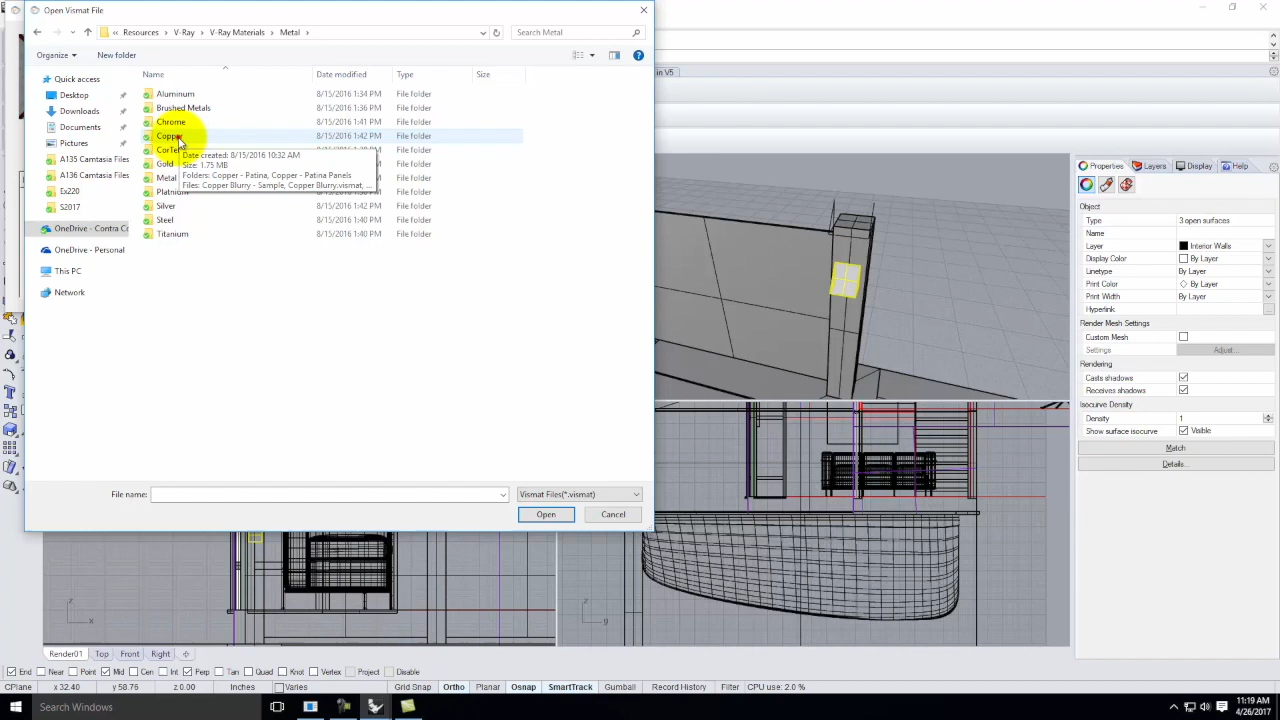 Open Vismat File
« Resources › V-Ray › V-Ray Materials › Metal ›
Search Metal
Organize
New folder
in V5
Name
Date modified
Type
Size
Quick access
Desktop
Downloads
Documents
Pictures
A135 Camtasia Files
A136 Camtasia Files
Ex220
S2017
OneDrive - Contra Co
OneDrive - Personal
This PC
Network
Aluminum 8/15/2016 1:34 PM File folder
Brushed Metals 8/15/2016 1:36 PM File folder
Chrome 8/15/2016 1:41 PM File folder
Copper 8/15/2016 1:42 PM File folder
File folder
Gold File folder
Metal File folder
Platnium File folder
Silver 8/15/2016 1:42 PM File folder
Steel 8/15/2016 1:40 PM File folder
Titanium 8/15/2016 1:40 PM File folder
Date created: 8/15/2016 10:32 AM
Size: 1.75 MB
Folders: Copper - Patina, Copper - Patina Panels
Files: Copper Blurry - Sample, Copper Blurry.vismat, ...
File name:
Vismat Files(*.vismat)
Open
Cancel
Properties
Layers
Display
Help
Object
Type 3 open surfaces
Name
Layer Interior Walls
Display Color By Layer
Linetype By Layer
Print Color By Layer
Print Width By Layer
Hyperlink
Render Mesh Settings
Custom Mesh
Settings Adjust...
Rendering
Casts shadows
Receives shadows
Isocurve Density
Density 1
Show surface isocurve Visible
Match
Details...
z
x
z
y
Render01 Top Front Right
End Near Point Mid Cen Int Perp Tan Quad Knot Vertex Project Disable
CPlane x 32.40 y 58.76 z 0.00 Inches Varies Grid Snap Ortho Planar Osnap SmartTrack Gumball Record History Filter CPU use: 2.0 %
Search Windows
11:19 AM
4/26/2017